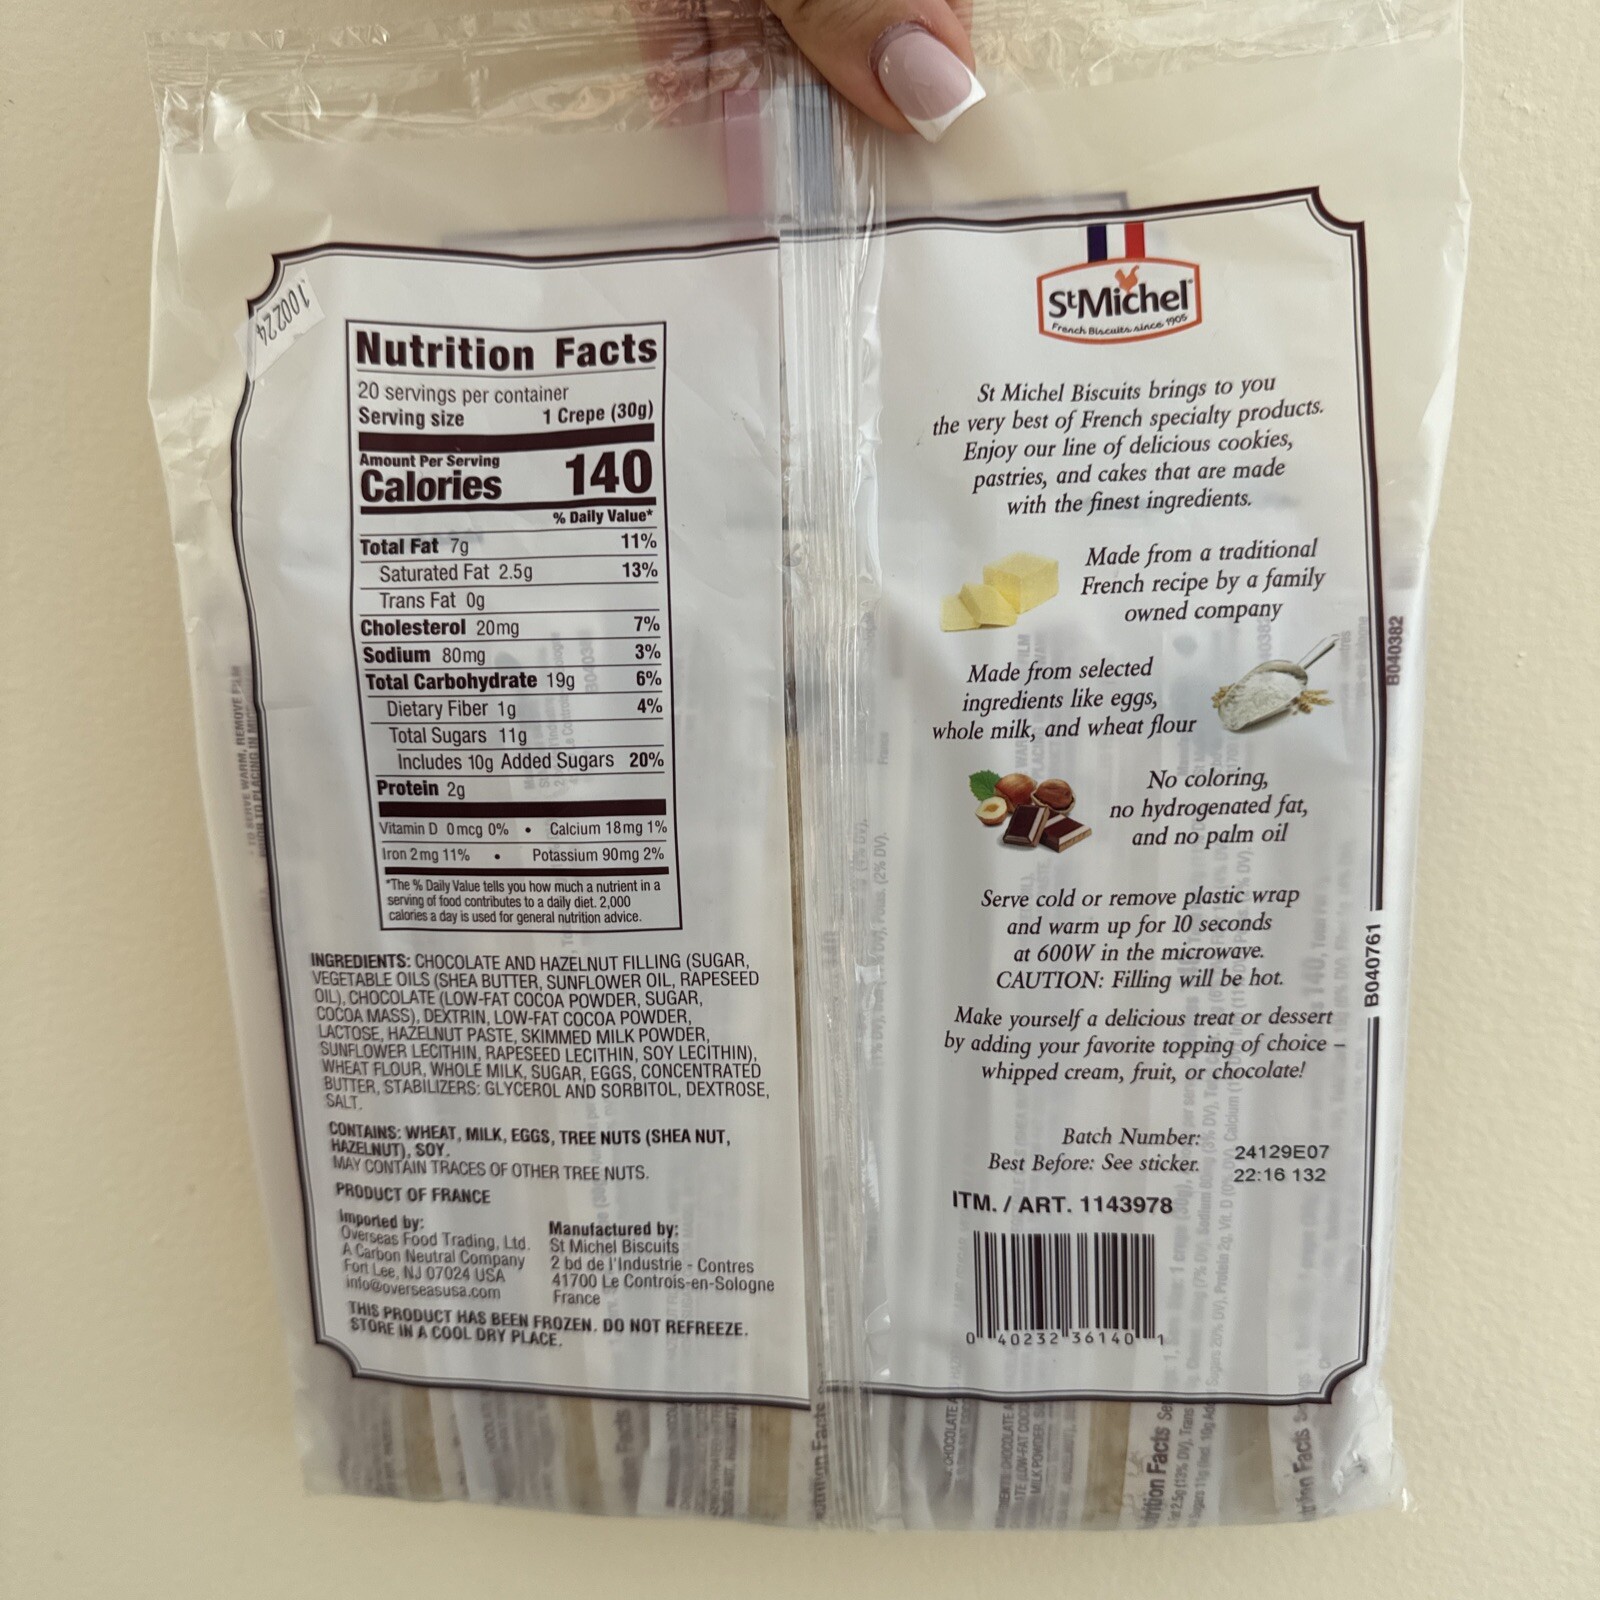 100224
Nutrition Facts
20 servings per container
Serving size 1 Crepe (30g)
Amount Per Serving
Calories 140
% Daily Value*
Total Fat 7g 11%
Saturated Fat 2.5g 13%
Trans Fat 0g
Cholesterol 20mg 7%
Sodium 80mg 3%
Total Carbohydrate 19g 6%
Dietary Fiber 1g 4%
Total Sugars 11g
Includes 10g Added Sugars 20%
Protein 2g
Vitamin D 0mcg 0% • Calcium 18mg 1%
Iron 2mg 11% • Potassium 90mg 2%
*The % Daily Value tells you how much a nutrient in a
serving of food contributes to a daily diet. 2,000
calories a day is used for general nutrition advice.
INGREDIENTS: CHOCOLATE AND HAZELNUT FILLING (SUGAR,
VEGETABLE OILS (SHEA BUTTER, SUNFLOWER OIL, RAPESEED
OIL), CHOCOLATE (LOW-FAT COCOA POWDER, SUGAR,
COCOA MASS), DEXTRIN, LOW-FAT COCOA POWDER,
LACTOSE, HAZELNUT PASTE, SKIMMED MILK POWDER,
SUNFLOWER LECITHIN, RAPESEED LECITHIN, SOY LECITHIN),
WHEAT FLOUR, WHOLE MILK, SUGAR, EGGS, CONCENTRATED
BUTTER, STABILIZERS: GLYCEROL AND SORBITOL, DEXTROSE,
SALT.
CONTAINS: WHEAT, MILK, EGGS, TREE NUTS (SHEA NUT,
HAZELNUT), SOY.
MAY CONTAIN TRACES OF OTHER TREE NUTS.
PRODUCT OF FRANCE
Imported by:
Overseas Food Trading, Ltd.
A Carbon Neutral Company
Fort Lee, NJ 07024 USA
info@overseasusa.com
Manufactured by:
St Michel Biscuits
2 bd de l'Industrie - Contres
41700 Le Controis-en-Sologne
France
THIS PRODUCT HAS BEEN FROZEN. DO NOT REFREEZE.
STORE IN A COOL DRY PLACE.
St Michel
French Biscuits since 1905
St Michel Biscuits brings to you
the very best of French specialty products.
Enjoy our line of delicious cookies,
pastries, and cakes that are made
with the finest ingredients.
Made from a traditional
French recipe by a family
owned company
Made from selected
ingredients like eggs,
whole milk, and wheat flour
No coloring,
no hydrogenated fat,
and no palm oil
Serve cold or remove plastic wrap
and warm up for 10 seconds
at 600W in the microwave.
CAUTION: Filling will be hot.
Make yourself a delicious treat or dessert
by adding your favorite topping of choice –
whipped cream, fruit, or chocolate!
Batch Number:
Best Before: See sticker.
24129E07
22:16 132
ITM. / ART. 1143978
0 40232 36140 1
B040382
B040761